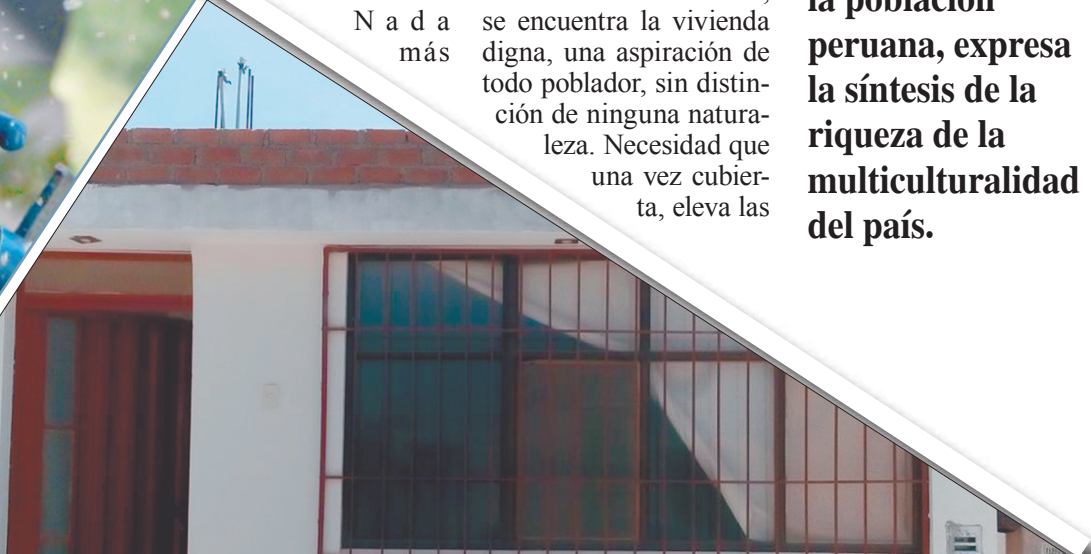 Nada
más
se encuentra la vivienda
digna, una aspiración de
todo poblador, sin distin-
ción de ninguna natura-
leza. Necesidad que
una vez cubier-
ta, eleva las
la población
peruana, expresa
la síntesis de la
riqueza de la
multiculturalidad
del país.